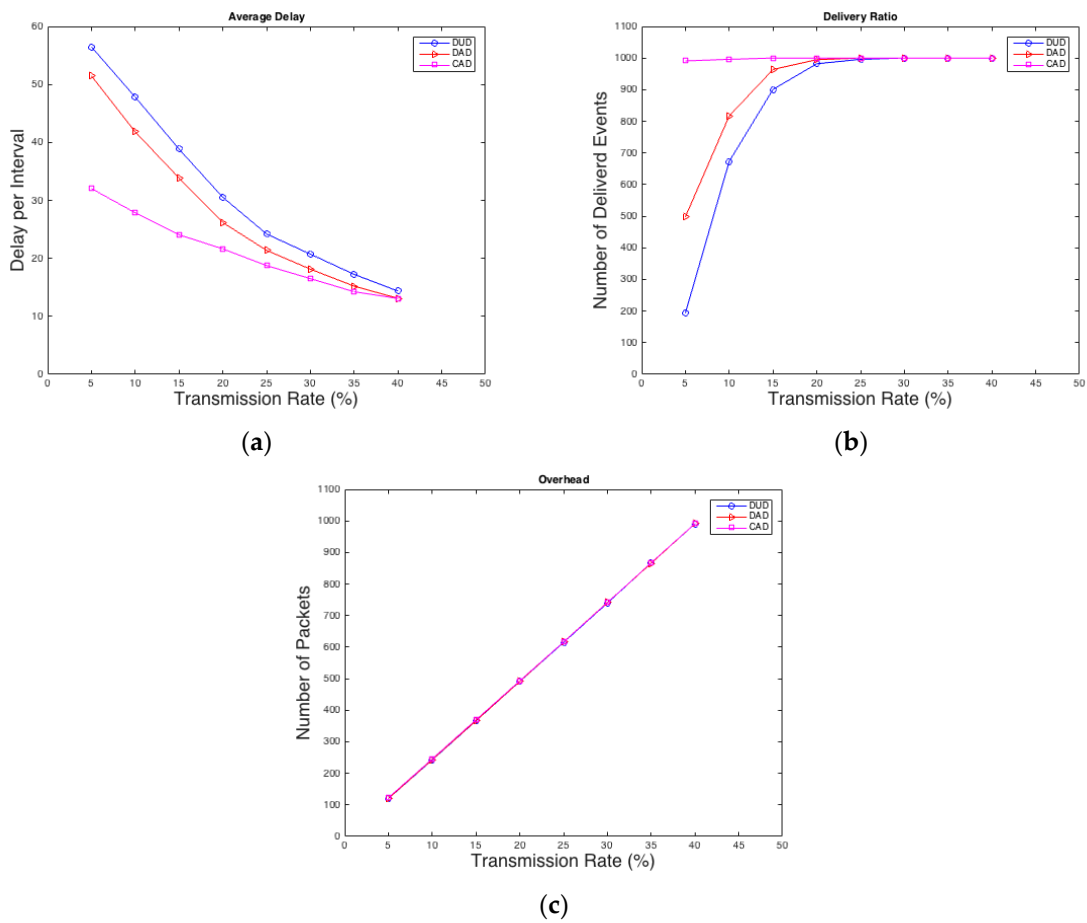 Average Delay
60
50
40
30
20
10
0
Delay per Interval
DUD
DAD
CAD
0 5 10 15 20 25 30 35 40 50
Transmission Rate (%)
(a)
Delivery Ratio
1100
1000
900
800
700
600
500
400
300
200
100
0
Number of Deliverd Events
DUD
DAD
CAD
0 5 10 15 20 25 30 35 40 50
Transmission Rate (%)
(b)
Overhead
1100
1000
900
800
700
600
500
400
300
200
100
0
Number of Packets
DUD
DAD
CAD
0 5 10 15 20 25 30 35 40 45 50
Transmission Rate (%)
(c)